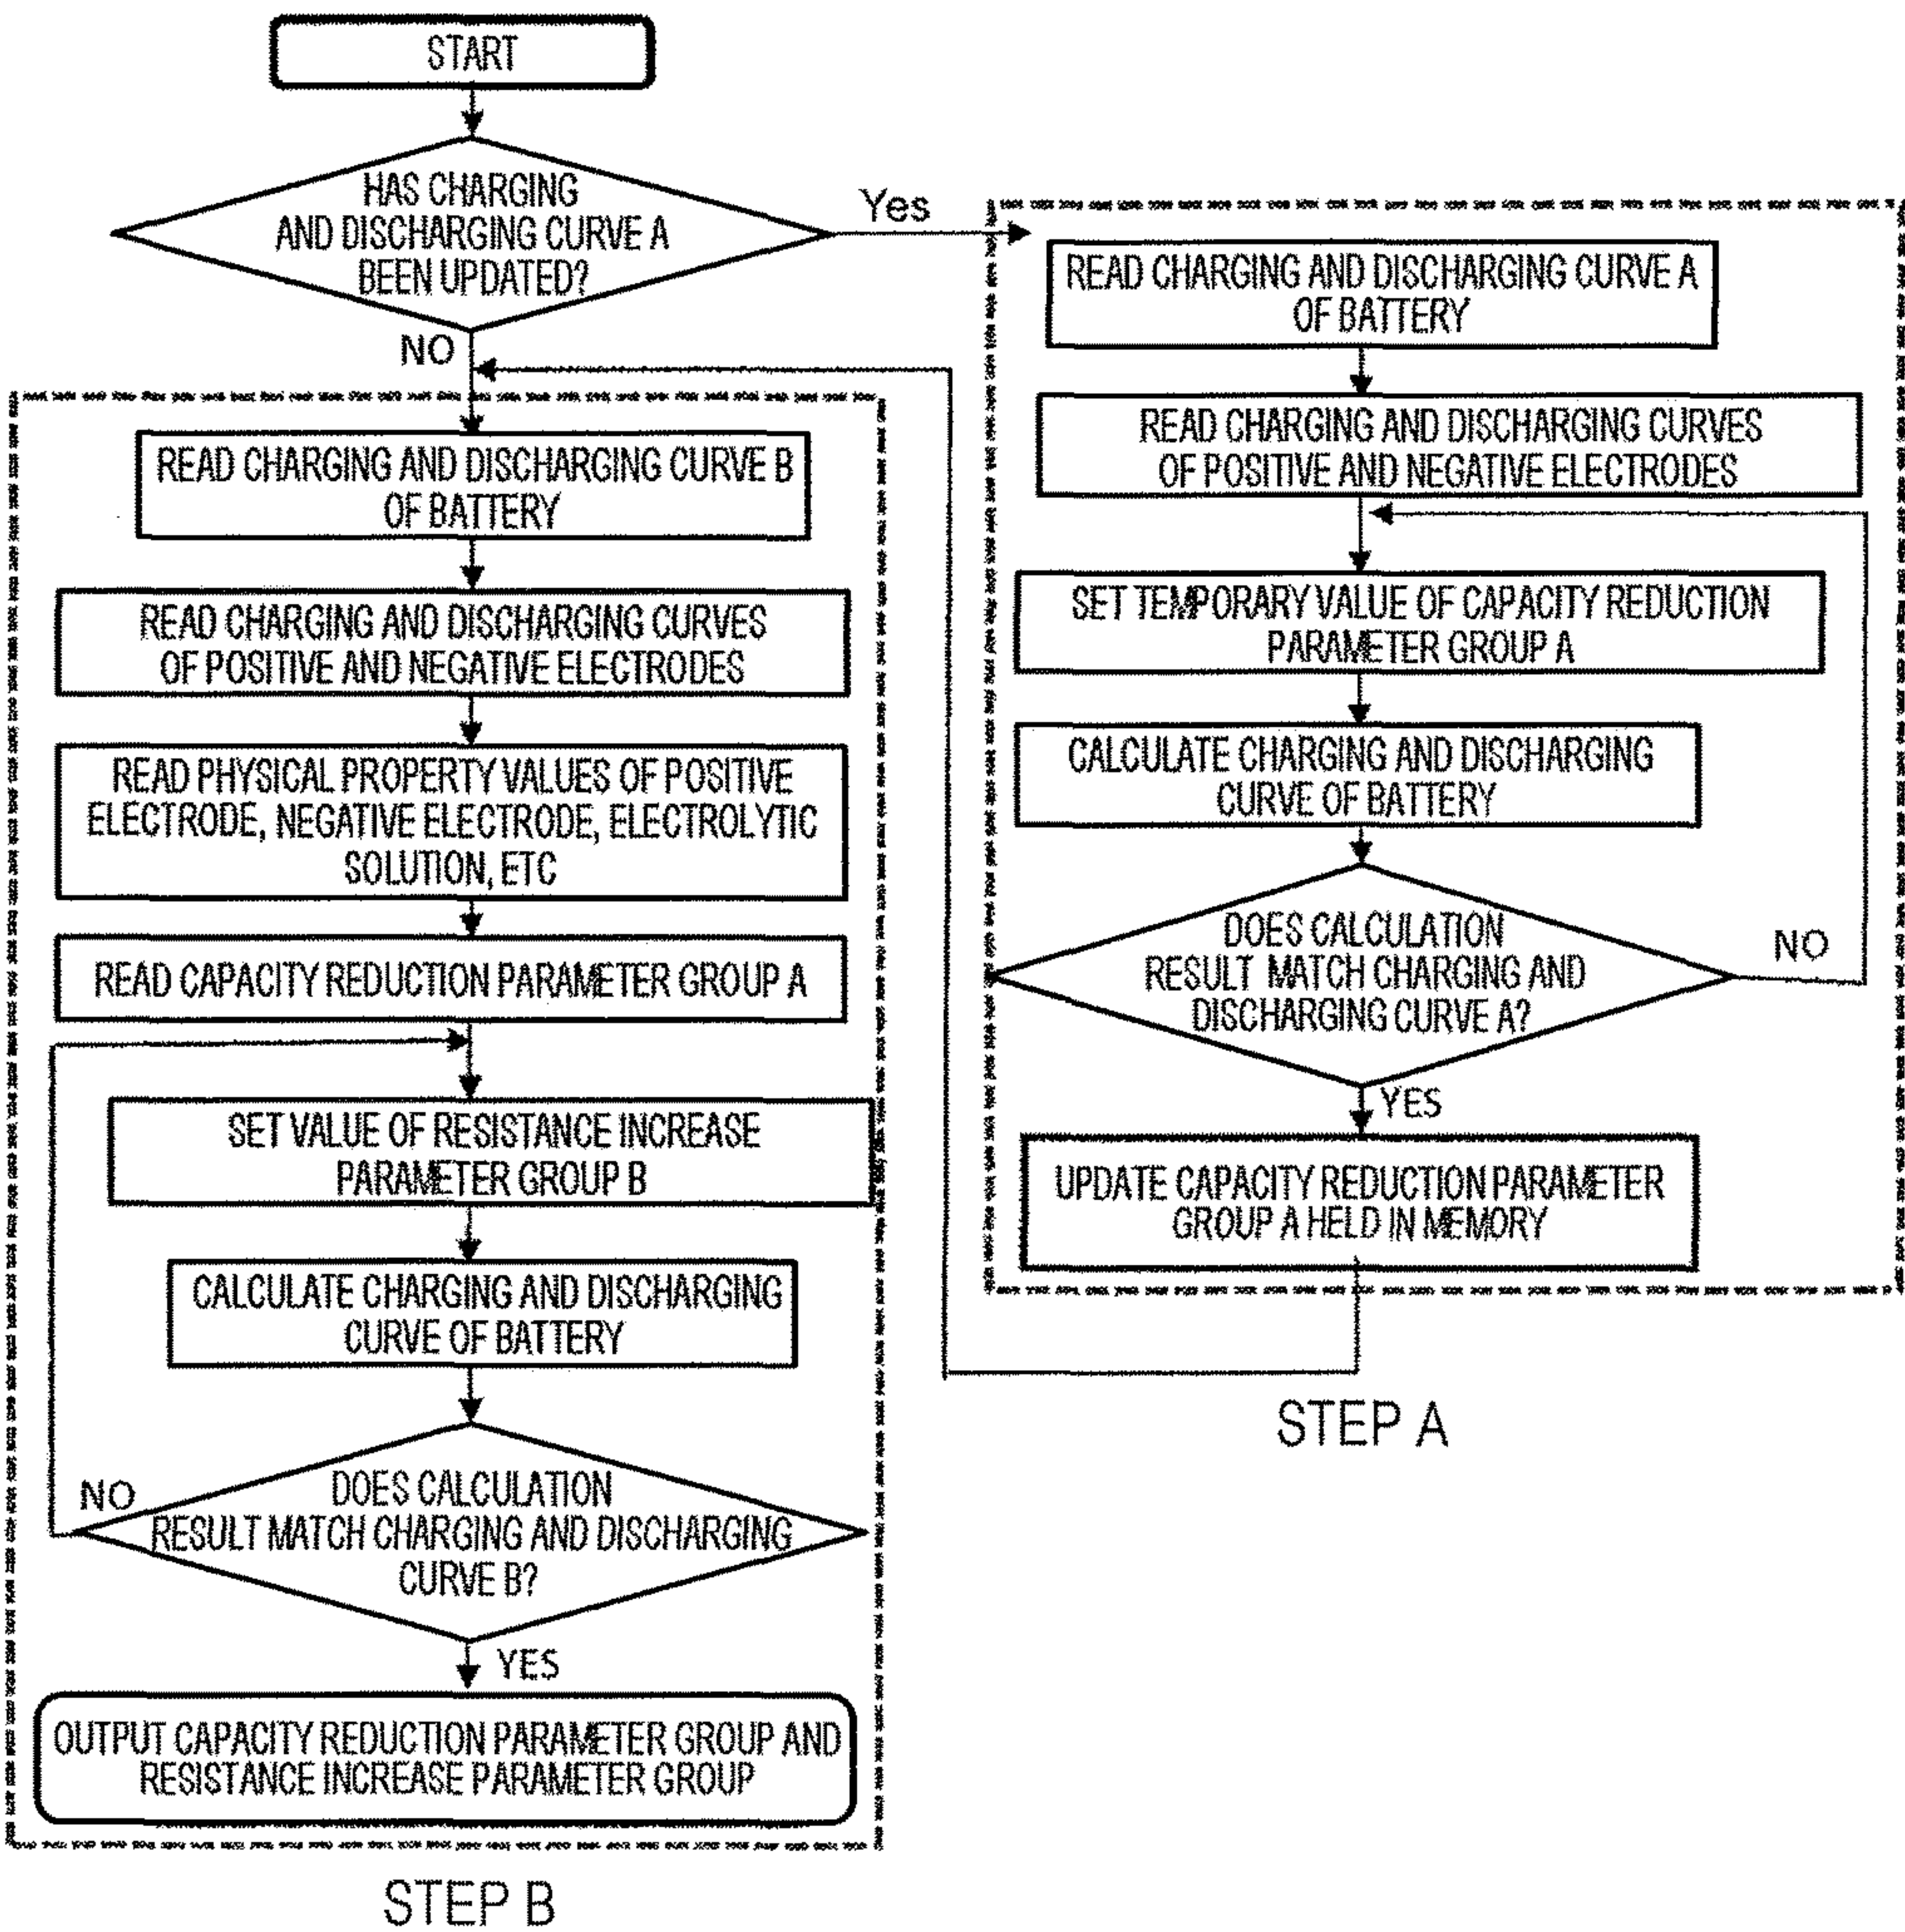 START
HAS CHARGING
AND DISCHARGING CURVE A
BEEN UPDATED?
Yes
NO
READ CHARGING AND DISCHARGING CURVE A
OF BATTERY
READ CHARGING AND DISCHARGING CURVES
OF POSITIVE AND NEGATIVE ELECTRODES
SET TEMPORARY VALUE OF CAPACITY REDUCTION
PARAMETER GROUP A
CALCULATE CHARGING AND DISCHARGING
CURVE OF BATTERY
DOES CALCULATION
RESULT MATCH CHARGING AND
DISCHARGING CURVE A?
NO
YES
UPDATE CAPACITY REDUCTION PARAMETER
GROUP A HELD IN MEMORY
STEP A
READ CHARGING AND DISCHARGING CURVE B
OF BATTERY
READ CHARGING AND DISCHARGING CURVES
OF POSITIVE AND NEGATIVE ELECTRODES
READ PHYSICAL PROPERTY VALUES OF POSITIVE
ELECTRODE, NEGATIVE ELECTRODE, ELECTROLYTIC
SOLUTION, ETC
READ CAPACITY REDUCTION PARAMETER GROUP A
SET VALUE OF RESISTANCE INCREASE
PARAMETER GROUP B
CALCULATE CHARGING AND DISCHARGING
CURVE OF BATTERY
DOES CALCULATION
RESULT MATCH CHARGING AND DISCHARGING
CURVE B?
NO
YES
OUTPUT CAPACITY REDUCTION PARAMETER GROUP AND
RESISTANCE INCREASE PARAMETER GROUP
STEP B